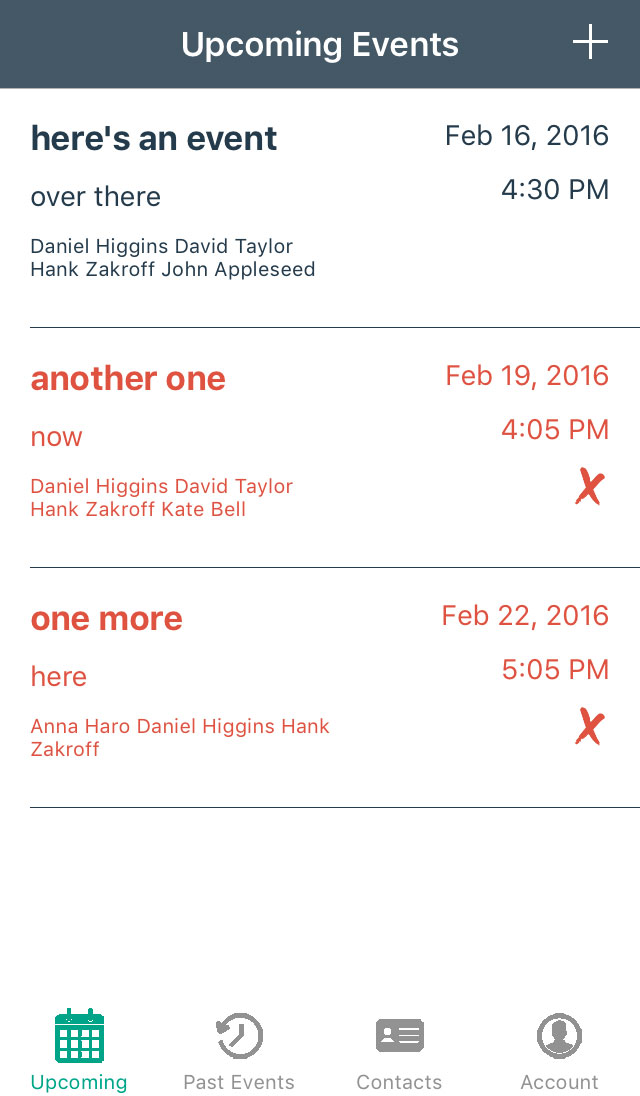 Upcoming Events
here's an event
Feb 16, 2016
over there
4:30 PM
Daniel Higgins David Taylor
Hank Zakroff John Appleseed
another one
Feb 19, 2016
now
4:05 PM
Daniel Higgins David Taylor
Hank Zakroff Kate Bell
one more
Feb 22, 2016
here
5:05 PM
Anna Haro Daniel Higgins Hank
Zakroff
Upcoming
Past Events
Contacts
Account